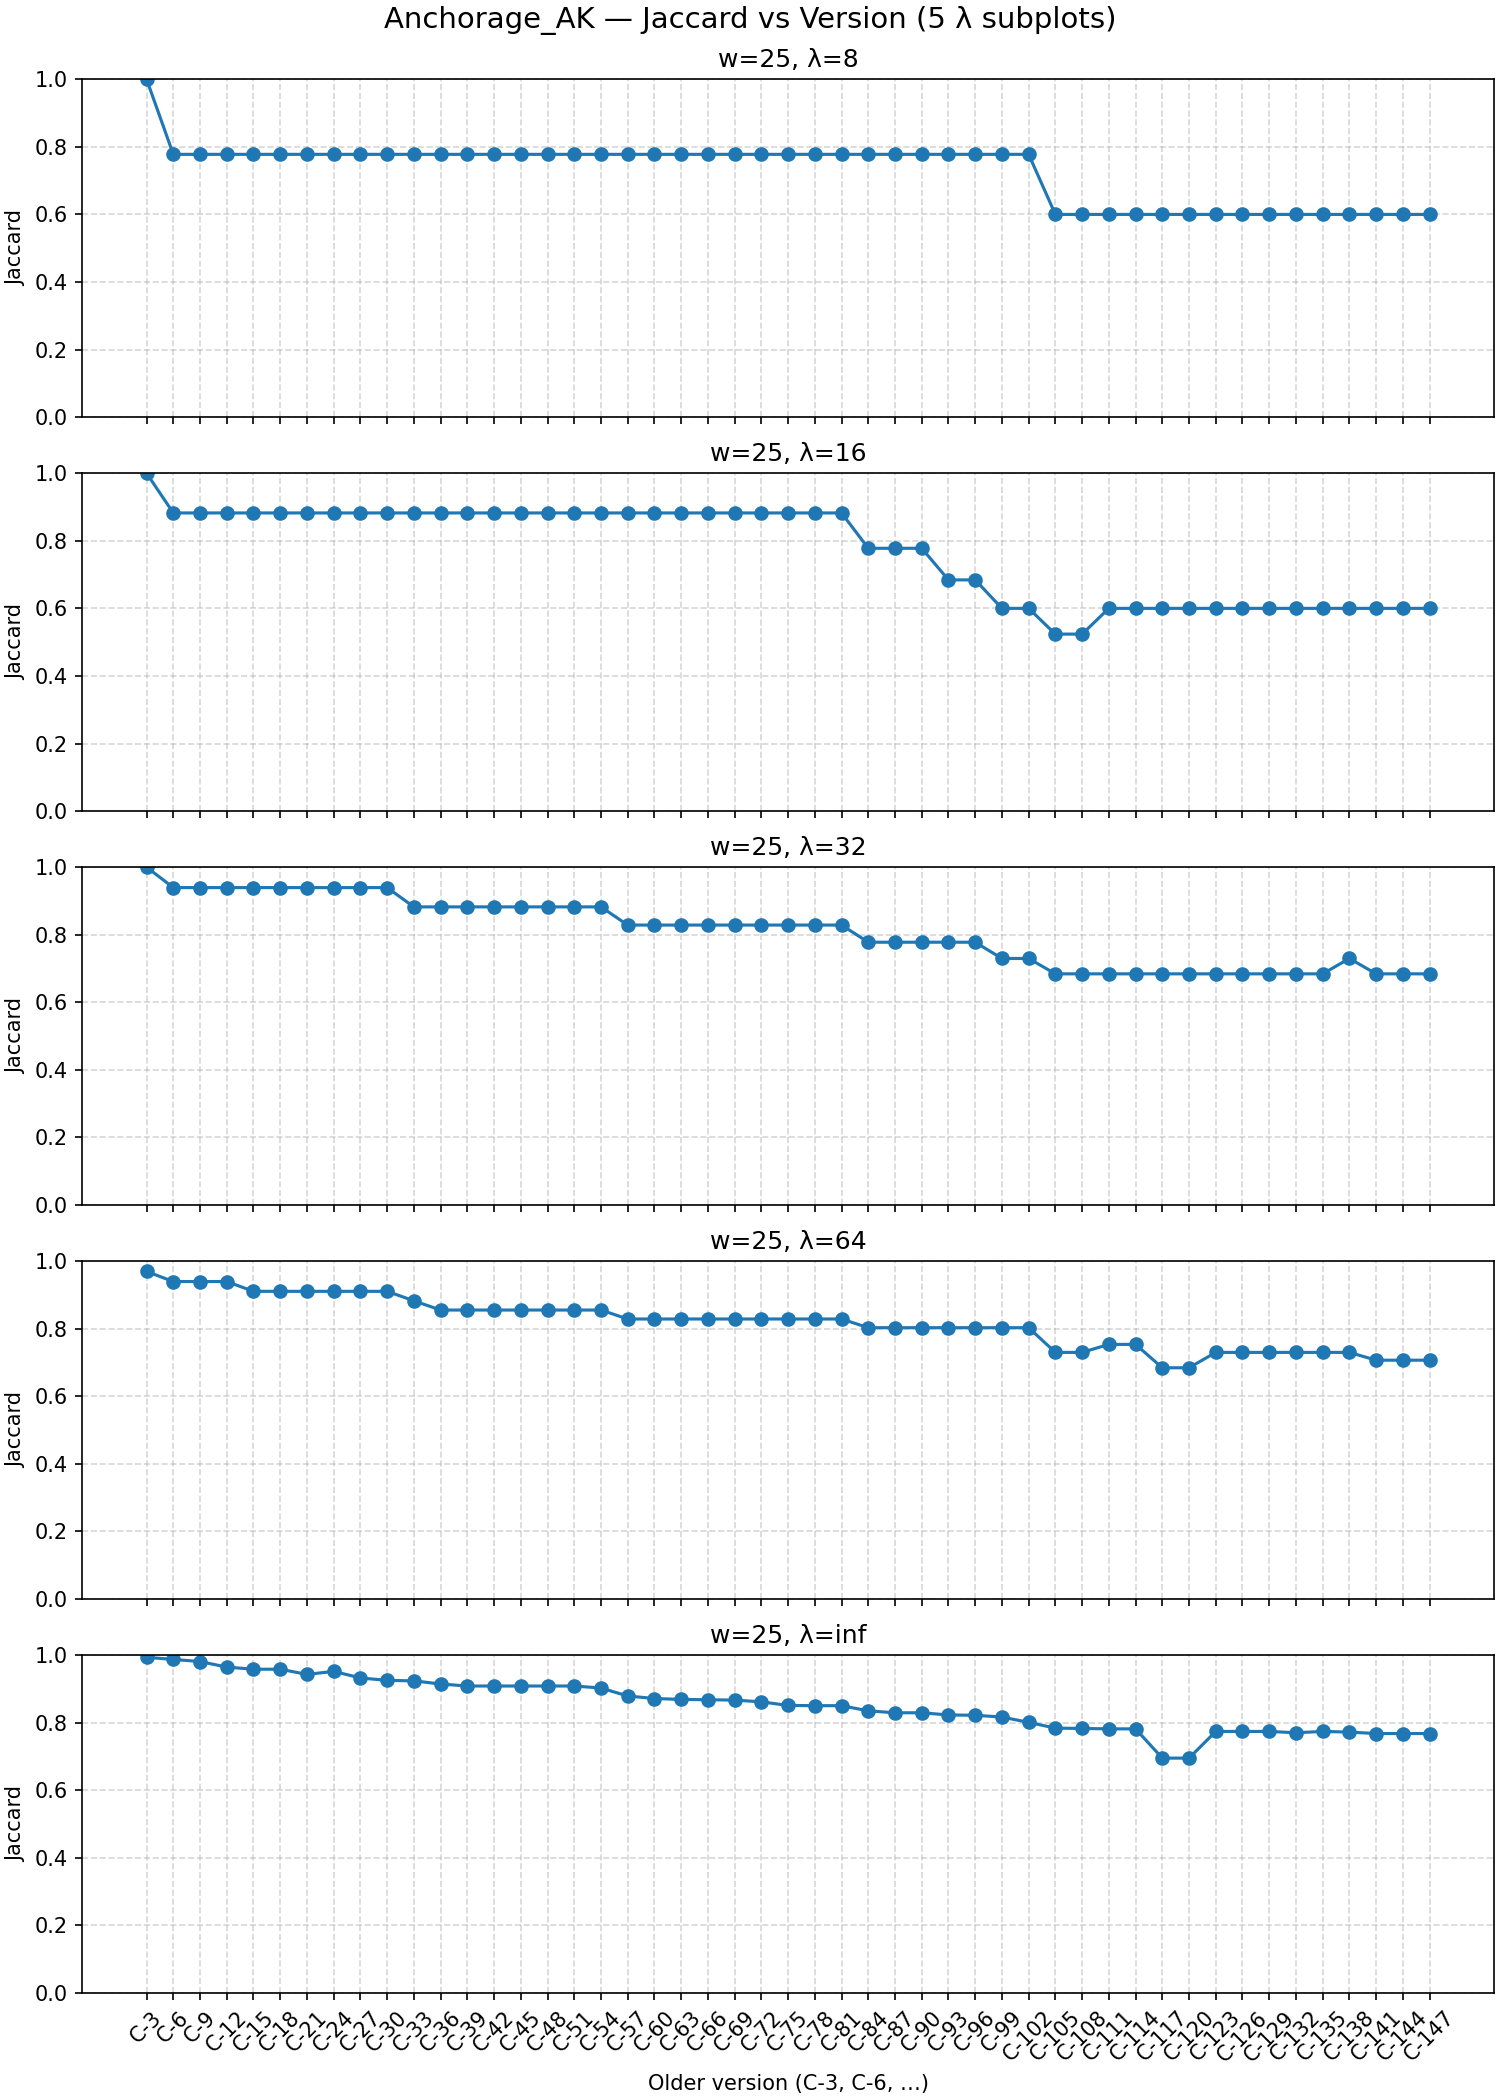 Anchorage_AK — Jaccard vs Version (5 λ subplots)
w=25, λ=8
1.0
0.8
0.6
0.4
0.2
0.0
Jaccard
w=25, λ=16
1.0
0.8
0.6
0.4
0.2
0.0
Jaccard
w=25, λ=32
1.0
0.8
0.6
0.4
0.2
0.0
Jaccard
w=25, λ=64
1.0
0.8
0.6
0.4
0.2
0.0
Jaccard
w=25, λ=inf
1.0
0.8
0.6
0.4
0.2
0.0
Jaccard
C-3
C-6
C-9
C-12
C-15
C-18
C-21
C-24
C-27
C-30
C-33
C-36
C-39
C-42
C-45
C-48
C-51
C-54
C-57
C-60
C-63
C-66
C-69
C-72
C-75
C-78
C-81
C-84
C-87
C-90
C-93
C-96
C-99
C-102
C-105
C-108
C-111
C-114
C-117
C-120
C-123
C-126
C-129
C-132
C-135
C-138
C-141
C-144
C-147
Older version (C-3, C-6, ...)